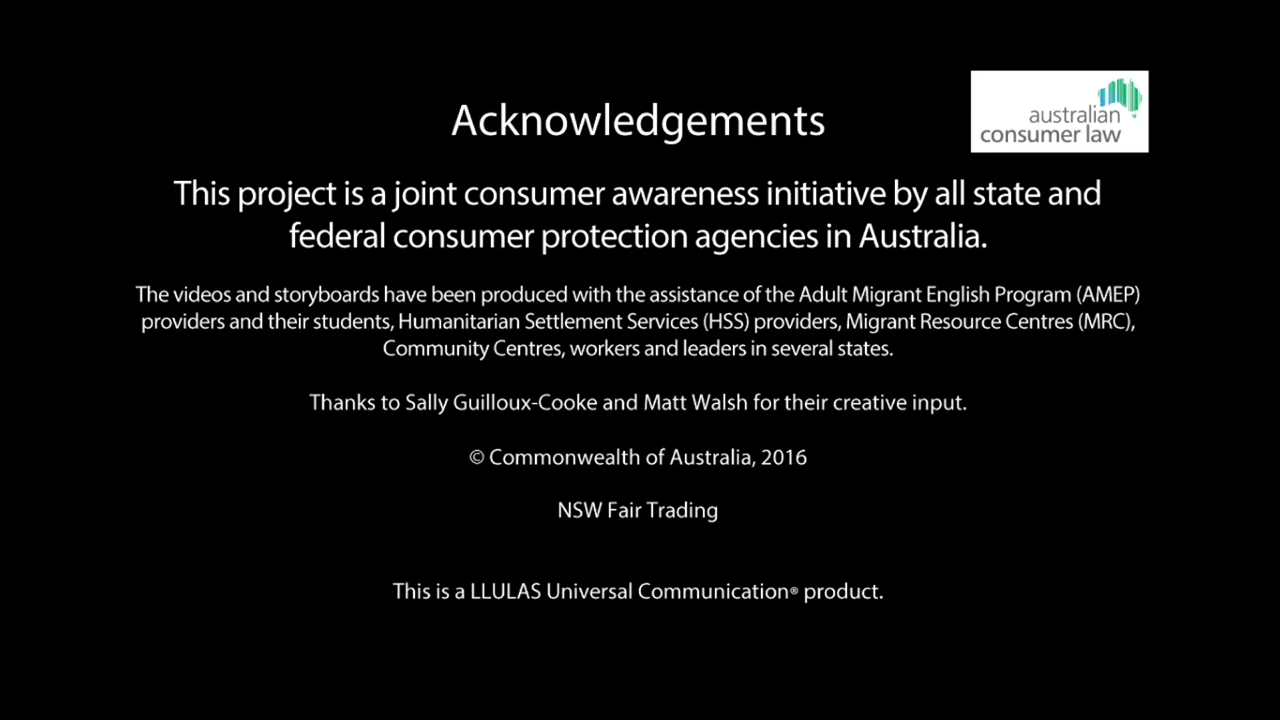 Acknowledgements
australian
consumer law
This project is a joint consumer awareness initiative by all state and
federal consumer protection agencies in Australia.
The videos and storyboards have been produced with the assistance of the Adult Migrant English Program (AMEP)
providers and their students, Humanitarian Settlement Services (HSS) providers, Migrant Resource Centres (MRC),
Community Centres, workers and leaders in several states.
Thanks to Sally Guilloux-Cooke and Matt Walsh for their creative input.
© Commonwealth of Australia, 2016
NSW Fair Trading
This is a LLULAS Universal Communication® product.